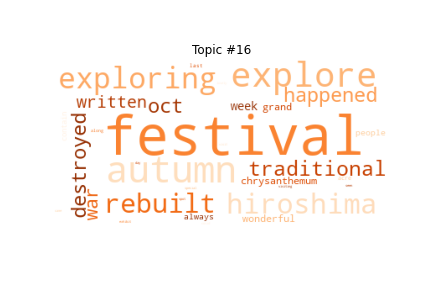 Topic #16
last
exploring explore
happened
written oct week grand
festival
along
people
destroyed
autumn traditional
chrysanthemum
war rebuilt hiroshima
always wonderful